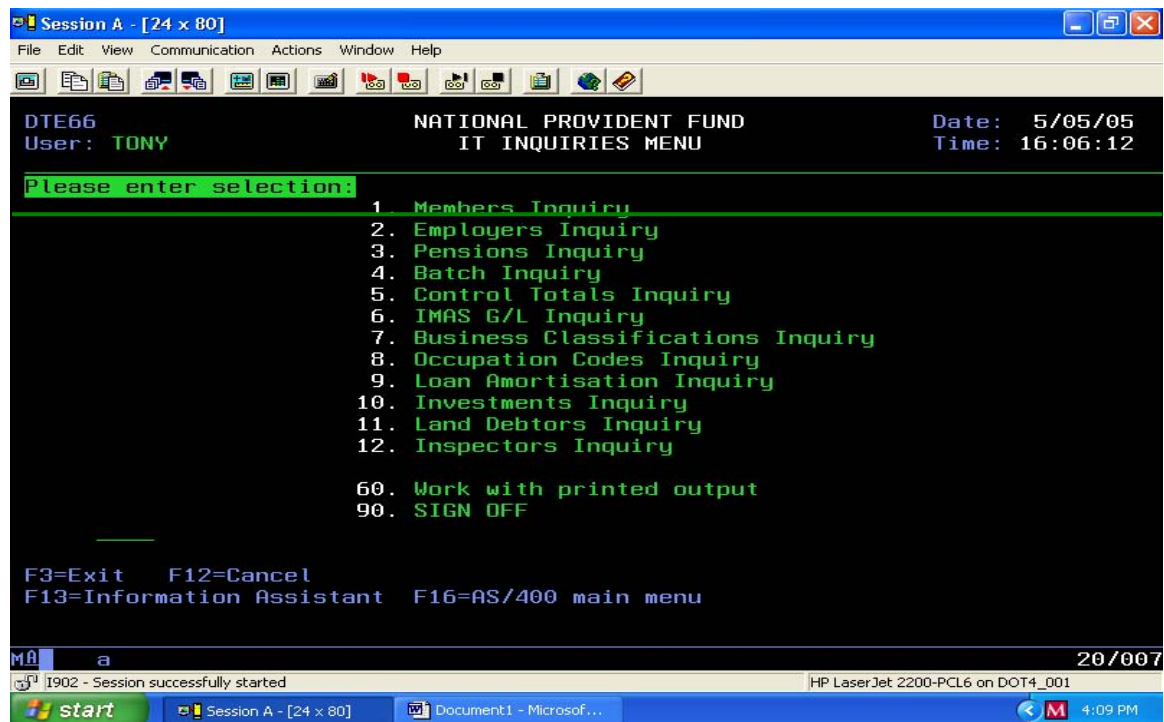 Session A - [24 x 80]
File Edit View Communication Actions Window Help
DTE66 NATIONAL PROVIDENT FUND Date: 5/05/05
User: TONY IT INQUIRIES MENU Time: 16:06:12
Please enter selection:
1. Members Inquiry
2. Employers Inquiry
3. Pensions Inquiry
4. Batch Inquiry
5. Control Totals Inquiry
6. IMAS G/L Inquiry
7. Business Classifications Inquiry
8. Occupation Codes Inquiry
9. Loan Amortisation Inquiry
10. Investments Inquiry
11. Land Debtors Inquiry
12. Inspectors Inquiry
60. Work with printed output
90. SIGN OFF
F3=Exit F12=Cancel
F13=Information Assistant F16=AS/400 main menu
MA a 20/007
I902 - Session successfully started HP LaserJet 2200-PCL6 on DOT4_001
start Session A - [24 x 80] Document1 - Microsof... M 4:09 PM